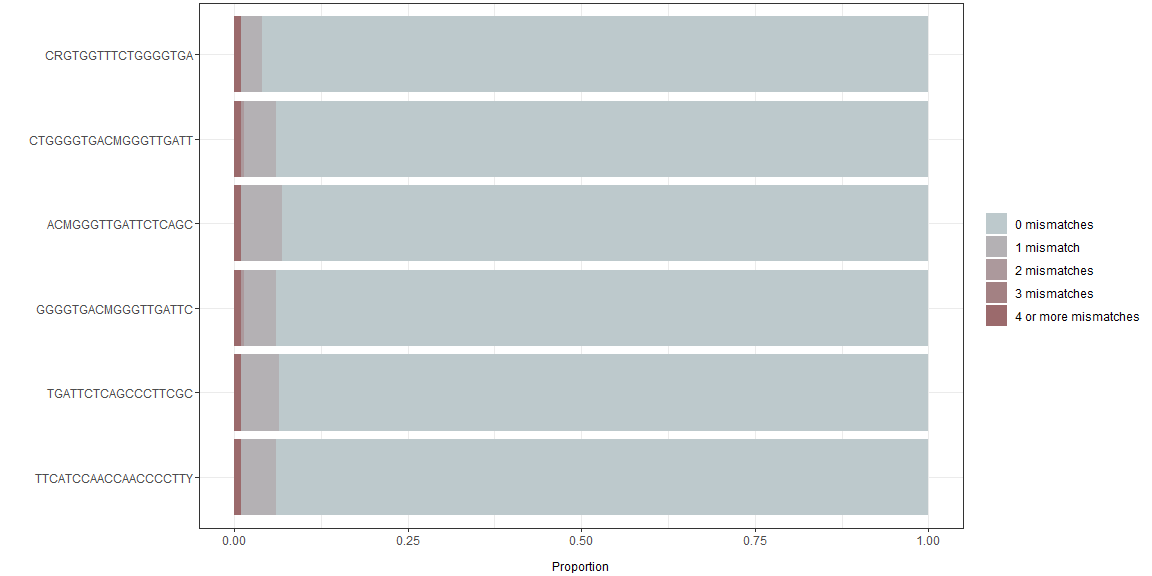 CRGTGGTTTCTGGGGTGA
CTGGGGTGACMGGGTTGATT
ACMGGGTTGATTCTCAGC
GGGGTGACMGGGTTGATTC
TGATTCTCAGCCCTTCGC
TTCATCCAACCAACCCCTTY
0.00 0.25 0.50 0.75 1.00
Proportion
0 mismatches
1 mismatch
2 mismatches
3 mismatches
4 or more mismatches